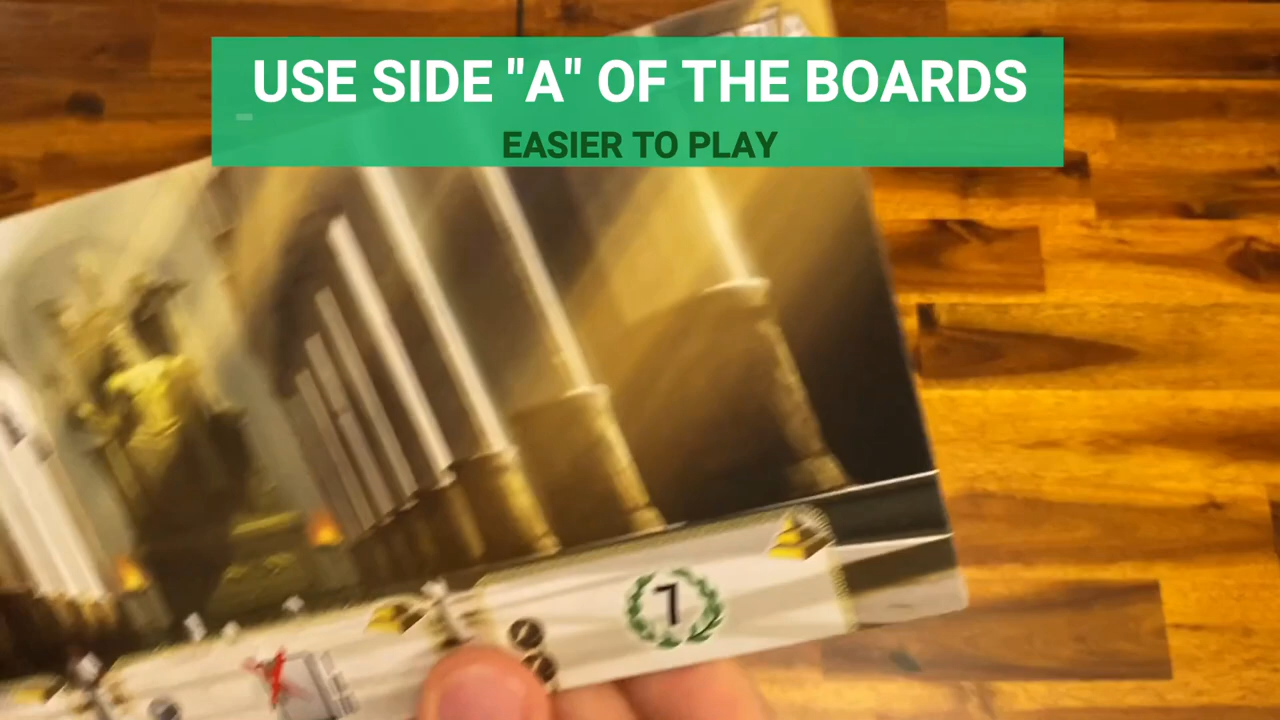 USE SIDE "A" OF THE BOARDS
EASIER TO PLAY
7